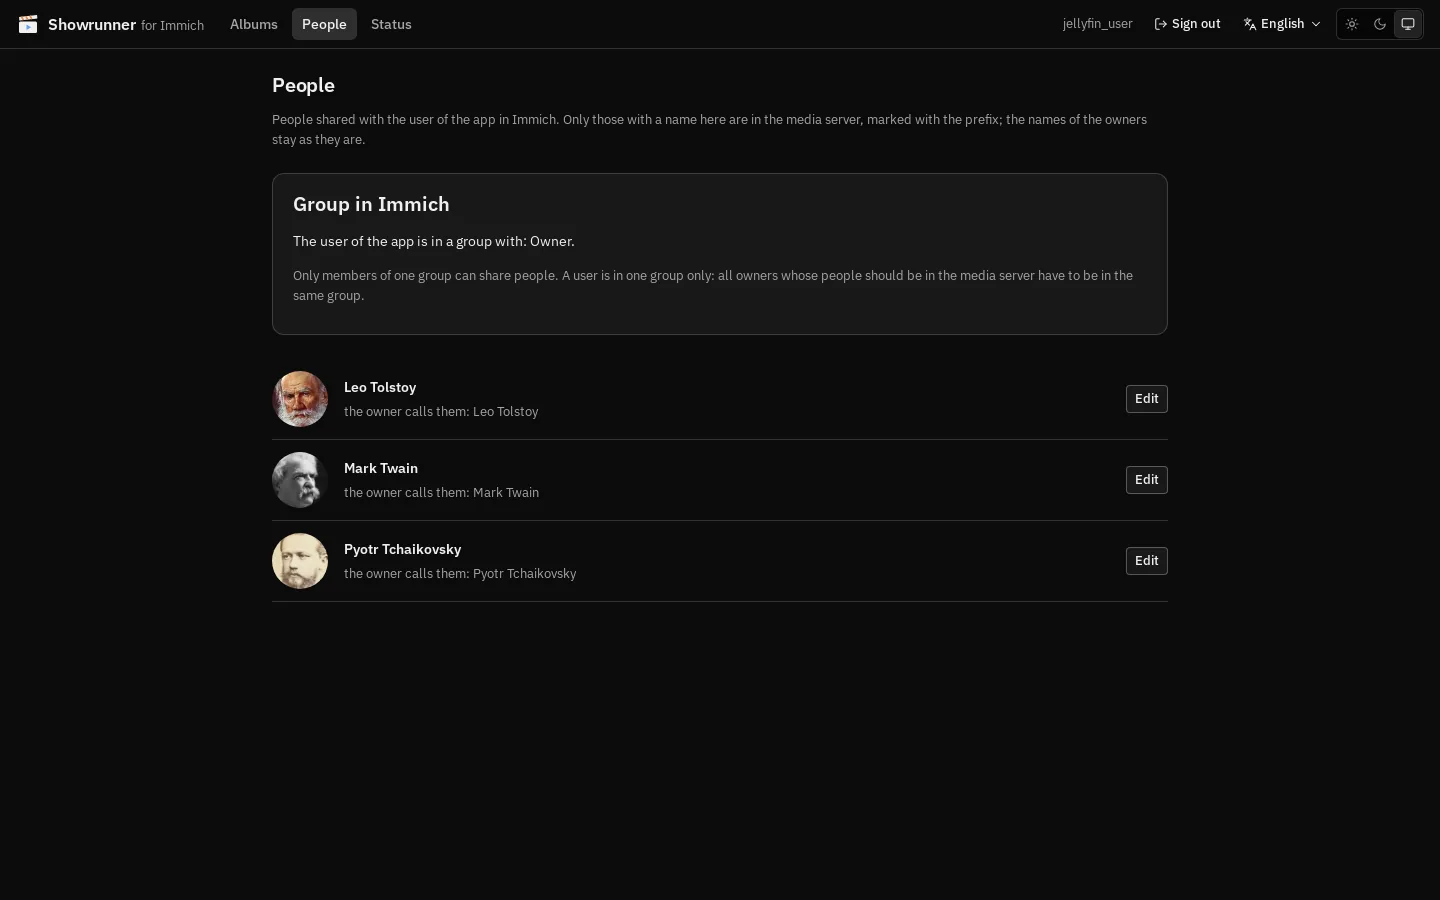 Showrunner for Immich
Albums
People
Status
jellyfin_user
Sign out
English
People
People shared with the user of the app in Immich. Only those with a name here are in the media server, marked with the prefix; the names of the owners
stay as they are.
Group in Immich
The user of the app is in a group with: Owner.
Only members of one group can share people. A user is in one group only: all owners whose people should be in the media server have to be in the
same group.
Leo Tolstoy
the owner calls them: Leo Tolstoy
Edit
Mark Twain
the owner calls them: Mark Twain
Edit
Pyotr Tchaikovsky
the owner calls them: Pyotr Tchaikovsky
Edit